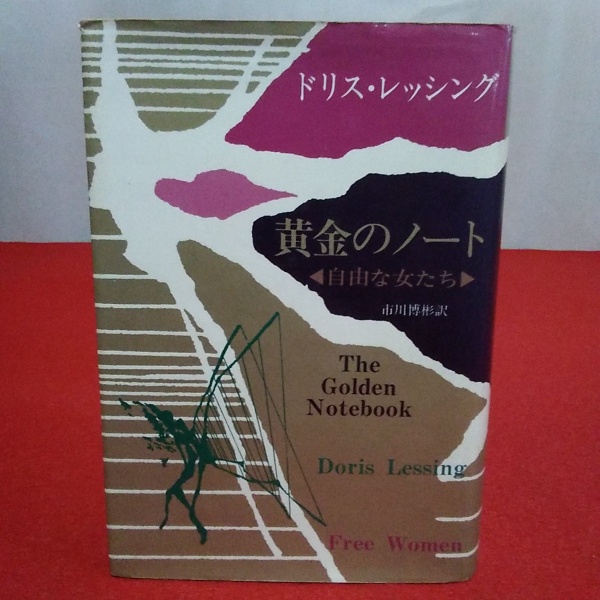 ドリス・レッシング
黄金のノート
◀自由な女たち▶
市川博彬訳
The
Golden
Notebook
Doris Lessing
Free Women